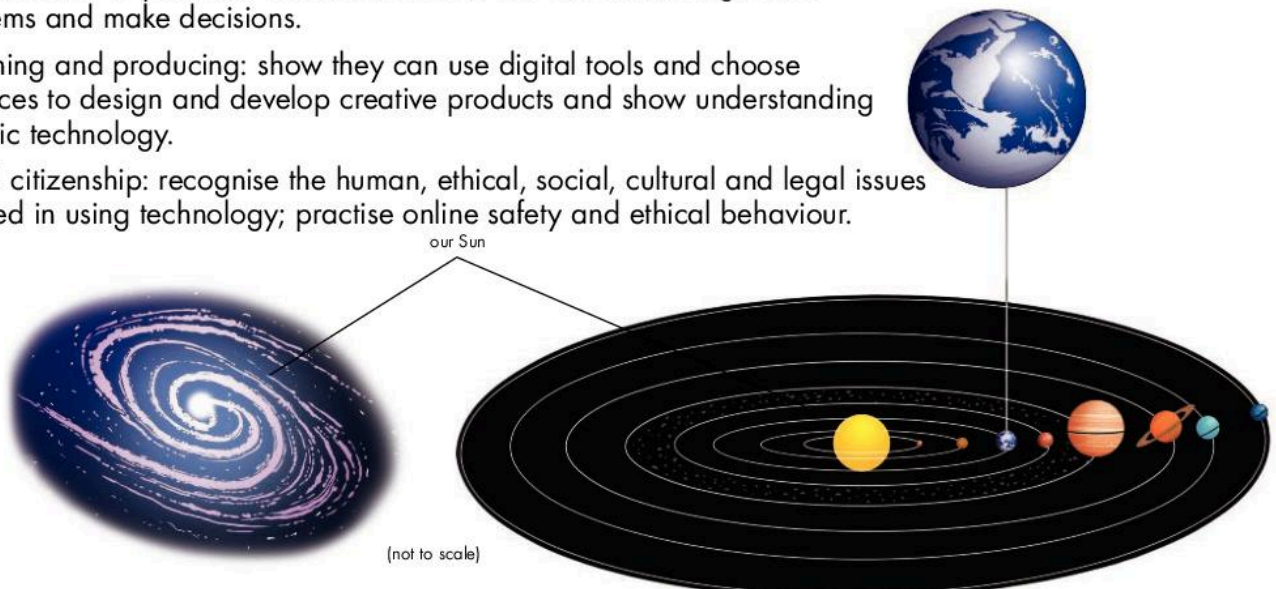 ems and make decisions.
ning and producing: show they can use digital tools and choose
ces to design and develop creative products and show understanding
ic technology.
citizenship: recognise the human, ethical, social, cultural and legal issues
ed in using technology; practise online safety and ethical behaviour.
our Sun
(not to scale)